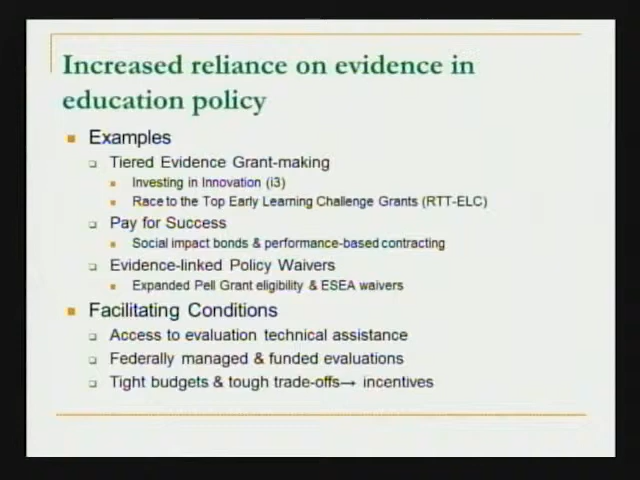 Increased reliance on evidence in
education policy
Examples
Tiered Evidence Grant-making
Investing in Innovation (i3)
Race to the Top Early Learning Challenge Grants (RTT-ELC)
Pay for Success
Social impact bonds & performance-based contracting
Evidence-linked Policy Waivers
Expanded Pell Grant eligibility & ESEA waivers
Facilitating Conditions
Access to evaluation technical assistance
Federally managed & funded evaluations
Tight budgets & tough trade-offs→ incentives